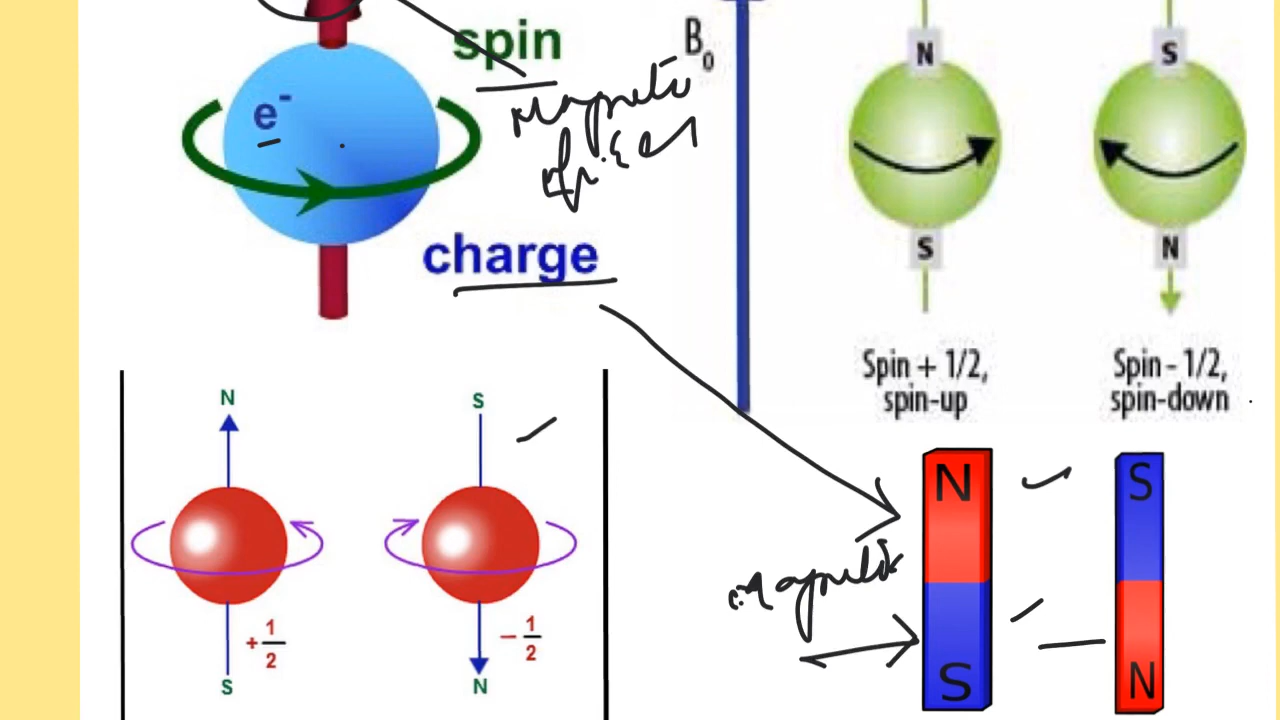 spin
B₀
N
S
e⁻
Magnetic
S
N
charge
Spin + 1/2,
spin-up
Spin - 1/2,
spin-down
N
S
+ 1/2
S
- 1/2
N
N
S
Magnetic
S
N